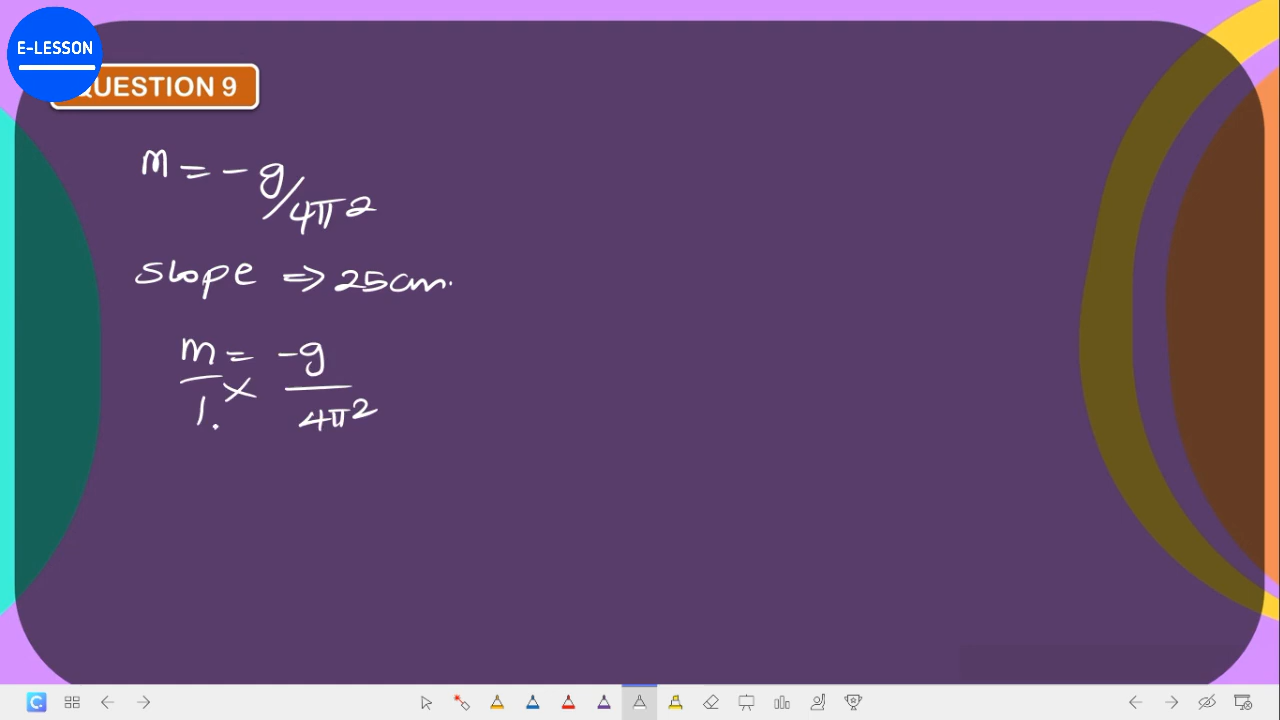 E-LESSON
QUESTION 9
m = - g/4π2
slope => 25cm.
m = -g
1. × 4π²